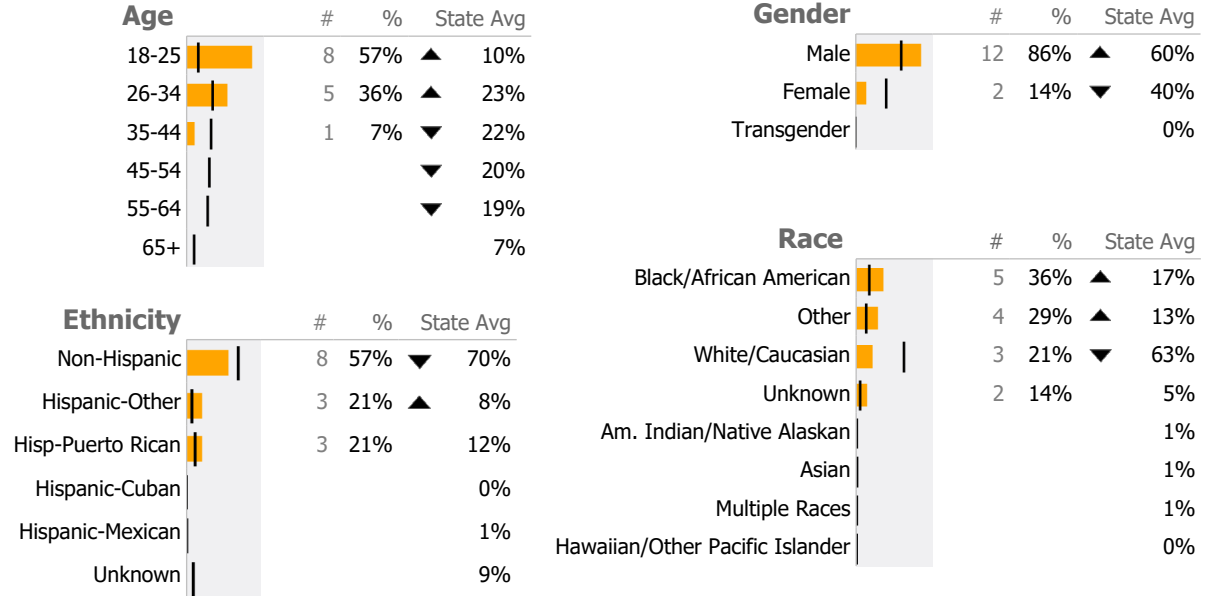 Age # % State Avg
18-25 8 57% ▲ 10%
26-34 5 36% ▲ 23%
35-44 1 7% ▼ 22%
45-54 ▼ 20%
55-64 ▼ 19%
65+ 7%
Ethnicity # % State Avg
Non-Hispanic 8 57% ▼ 70%
Hispanic-Other 3 21% ▲ 8%
Hisp-Puerto Rican 3 21% 12%
Hispanic-Cuban 0%
Hispanic-Mexican 1%
Unknown 9%
Gender # % State Avg
Male 12 86% ▲ 60%
Female 2 14% ▼ 40%
Transgender 0%
Race # % State Avg
Black/African American 5 36% ▲ 17%
Other 4 29% ▲ 13%
White/Caucasian 3 21% ▼ 63%
Unknown 2 14% 5%
Am. Indian/Native Alaskan 1%
Asian 1%
Multiple Races 1%
Hawaiian/Other Pacific Islander 0%